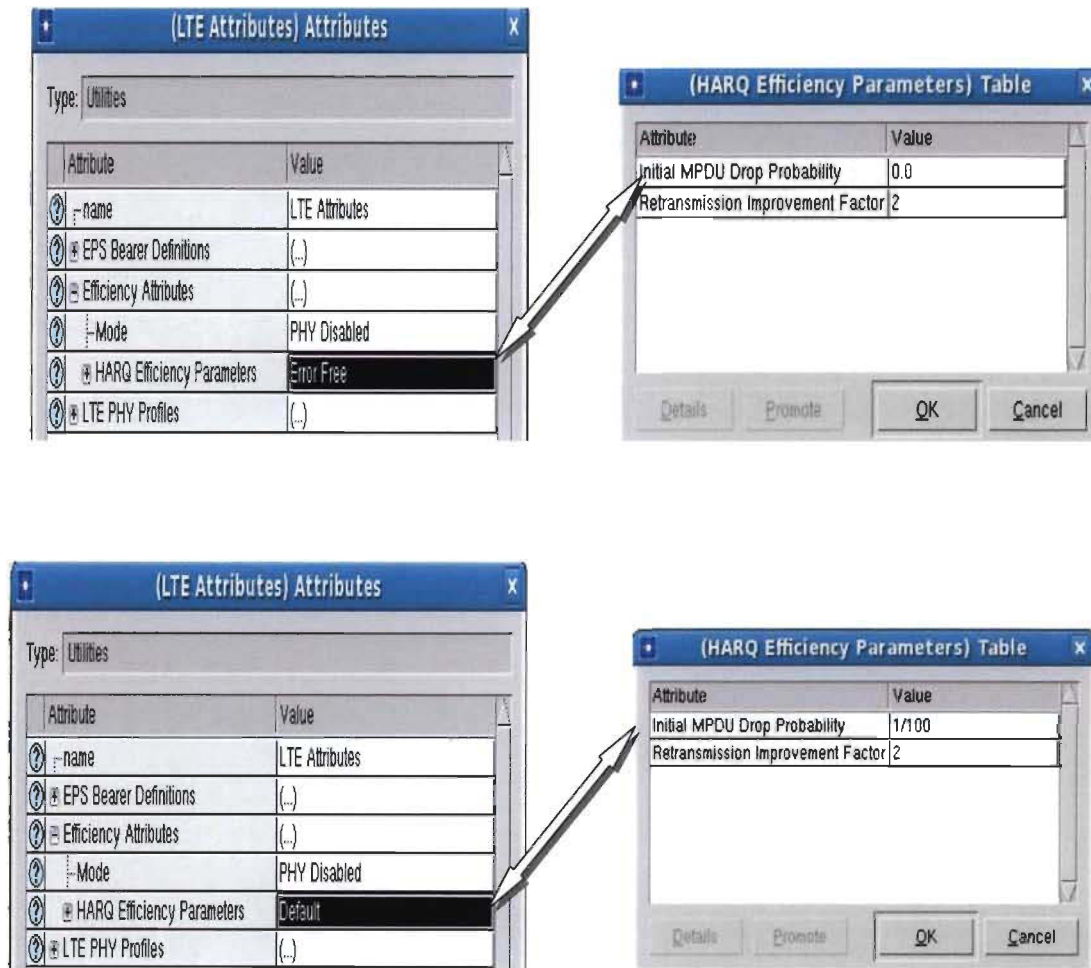 (LTE Attributes) Attributes
Type: Utilities
Attribute Value
name LTE Attributes
EPS Bearer Definitions (...)
Efficiency Attributes (...)
Mode PHY Disabled
HARQ Efficiency Parameters Error Free
LTE PHY Profiles (...)
(HARQ Efficiency Parameters) Table
Attribute Value
Initial MPDU Drop Probability 0.0
Retransmission Improvement Factor 2
Details Promote OK Cancel
(LTE Attributes) Attributes
Type: Utilities
Attribute Value
name LTE Attributes
EPS Bearer Definitions (...)
Efficiency Attributes (...)
Mode PHY Disabled
HARQ Efficiency Parameters Default
LTE PHY Profiles (...)
(HARQ Efficiency Parameters) Table
Attribute Value
Initial MPDU Drop Probability 1/100
Retransmission Improvement Factor 2
Details Promote OK Cancel